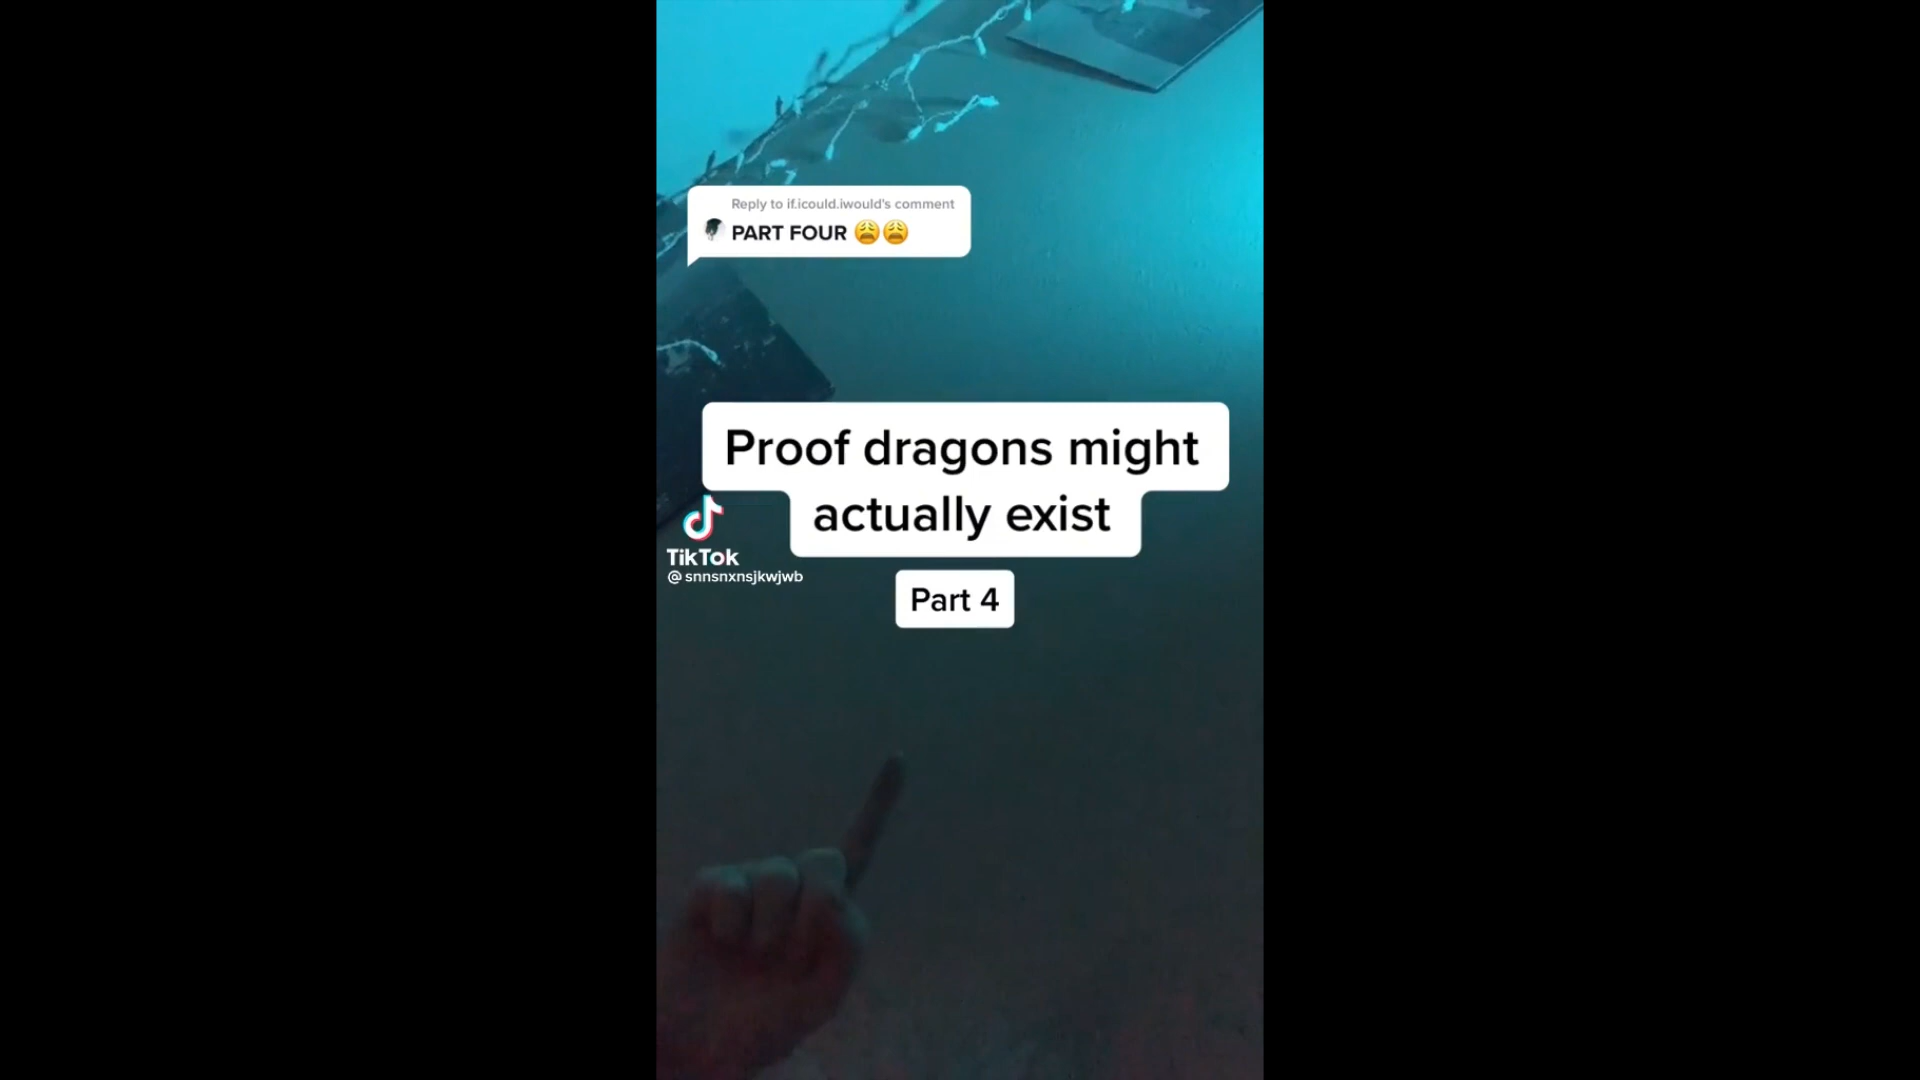 Reply to if.icould.iwould's comment
PART FOUR 😩😩
Proof dragons might
actually exist
TikTok
@snnsnxnsjkwjwb
Part 4